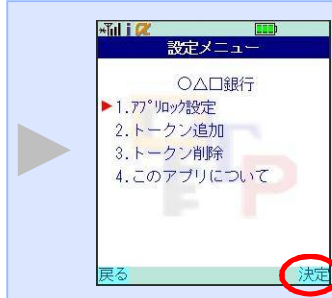 設定メニュー
○△□銀行
1.アプリロック設定
2.トークン追加
3.トークン削除
4.このアプリについて
戻る 決定